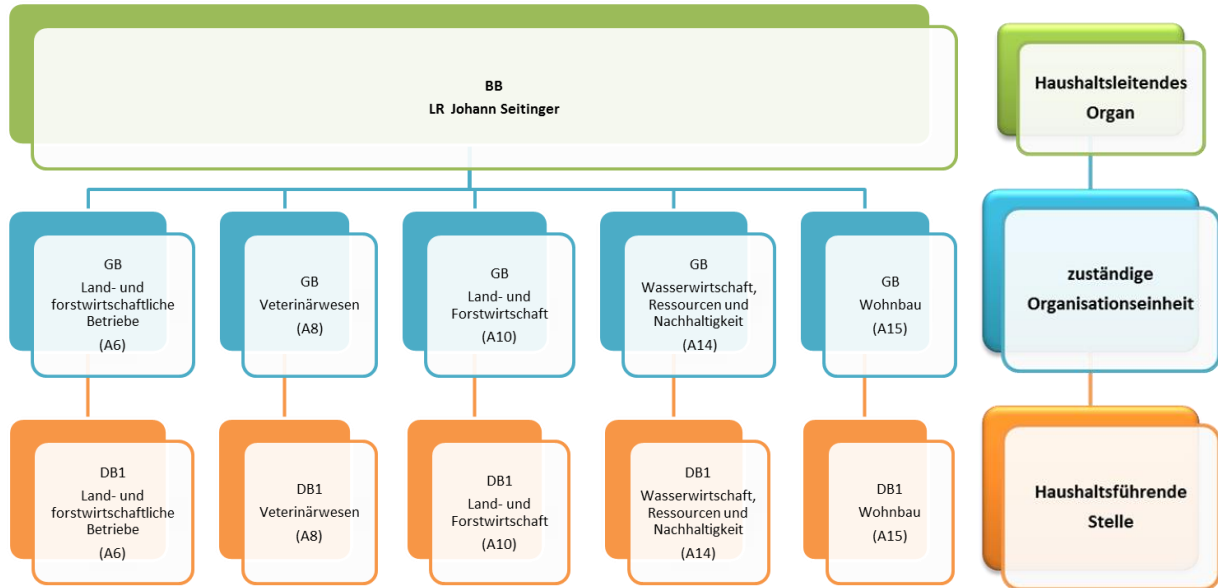 BB
LR Johann Seitinger
Haushaltsleitendes
Organ
GB
Land- und
forstwirtschaftliche
Betriebe
(A6)
GB
Veterinärwesen
(A8)
GB
Land- und
Forstwirtschaft
(A10)
GB
Wasserwirtschaft,
Ressourcen und
Nachhaltigkeit
(A14)
GB
Wohnbau
(A15)
zuständige
Organisationseinheit
DB1
Land- und
forstwirtschaftliche
Betriebe
(A6)
DB1
Veterinärwesen
(A8)
DB1
Land- und
Forstwirtschaft
(A10)
DB1
Wasserwirtschaft,
Ressourcen und
Nachhaltigkeit
(A14)
DB1
Wohnbau
(A15)
Haushaltsführende
Stelle